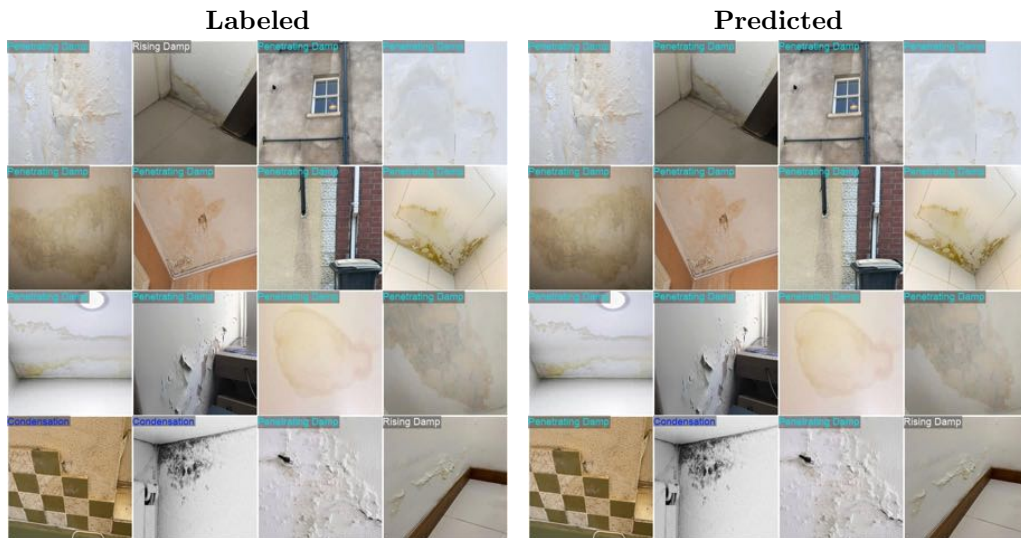 Labeled Predicted
Penetrating Damp Rising Damp Penetrating Damp Penetrating Damp Penetrating Damp Penetrating Damp Penetrating Damp Penetrating Damp
Penetrating Damp Penetrating Damp Penetrating Damp Penetrating Damp Penetrating Damp Penetrating Damp Penetrating Damp Penetrating Damp
Penetrating Damp Penetrating Damp Penetrating Damp Penetrating Damp Penetrating Damp Penetrating Damp Penetrating Damp Penetrating Damp
Condensation Condensation Penetrating Damp Rising Damp Penetrating Damp Condensation Penetrating Damp Rising Damp